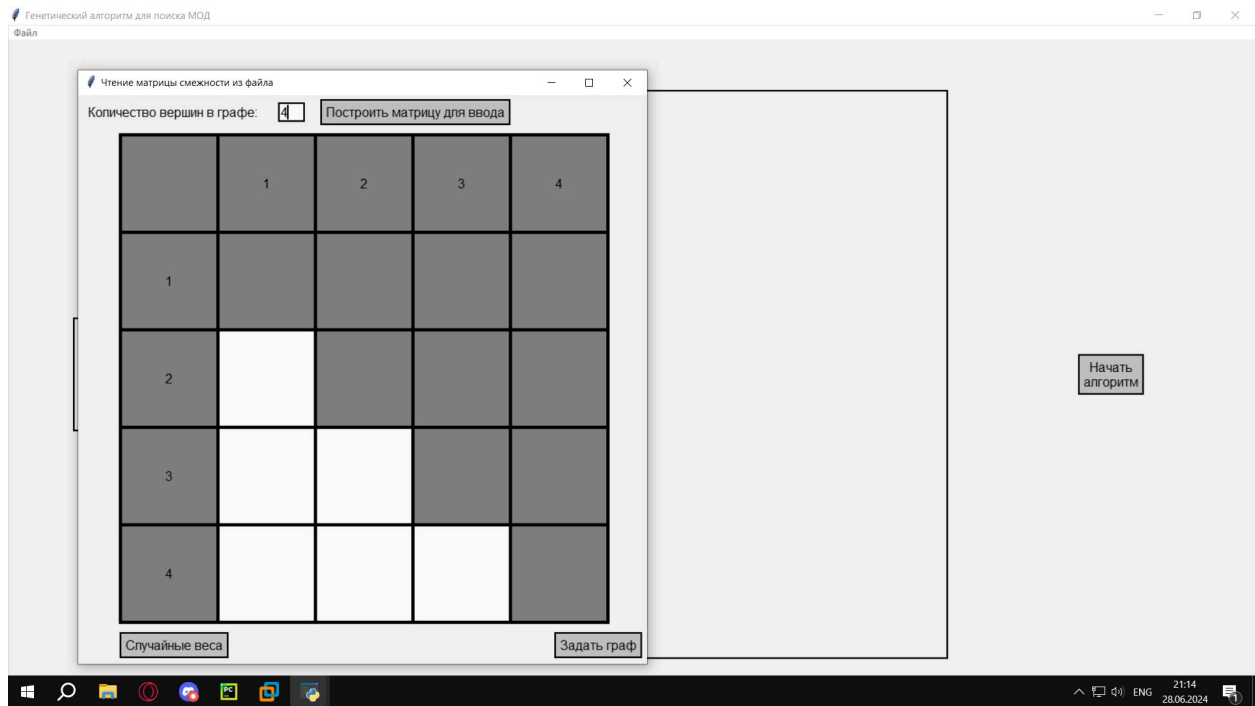 Генетический алгоритм для поиска МОД
Файл
Чтение матрицы смежности из файла
Количество вершин в графе: 4 Построить матрицу для ввода
1 2 3 4
1
2
3
4
Случайные веса Задать граф
Начать
алгоритм
PC
ENG
21:14
28.06.2024
1